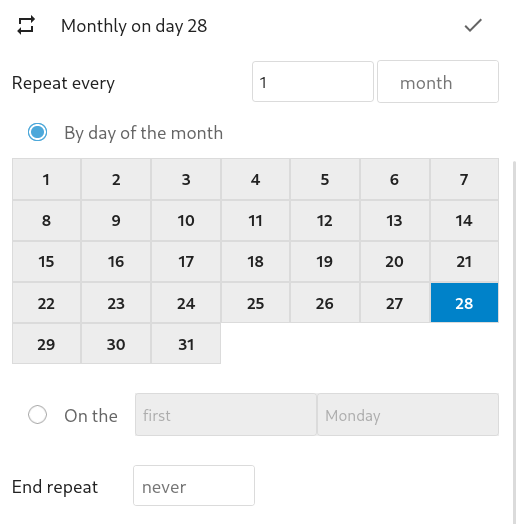 Monthly on day 28
Repeat every 1 month
By day of the month
1 2 3 4 5 6 7
8 9 10 11 12 13 14
15 16 17 18 19 20 21
22 23 24 25 26 27 28
29 30 31
On the first Monday
End repeat never